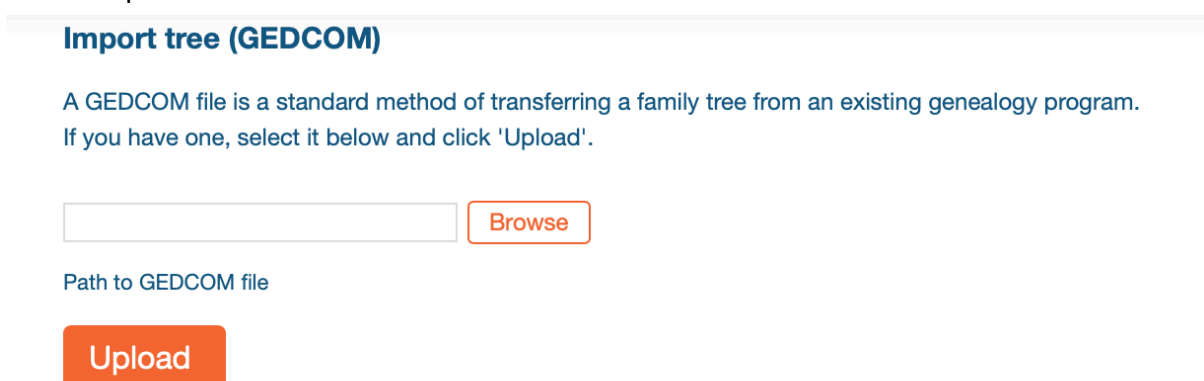 Import tree (GEDCOM)
A GEDCOM file is a standard method of transferring a family tree from an existing genealogy program.
If you have one, select it below and click 'Upload'.
Browse
Path to GEDCOM file
Upload